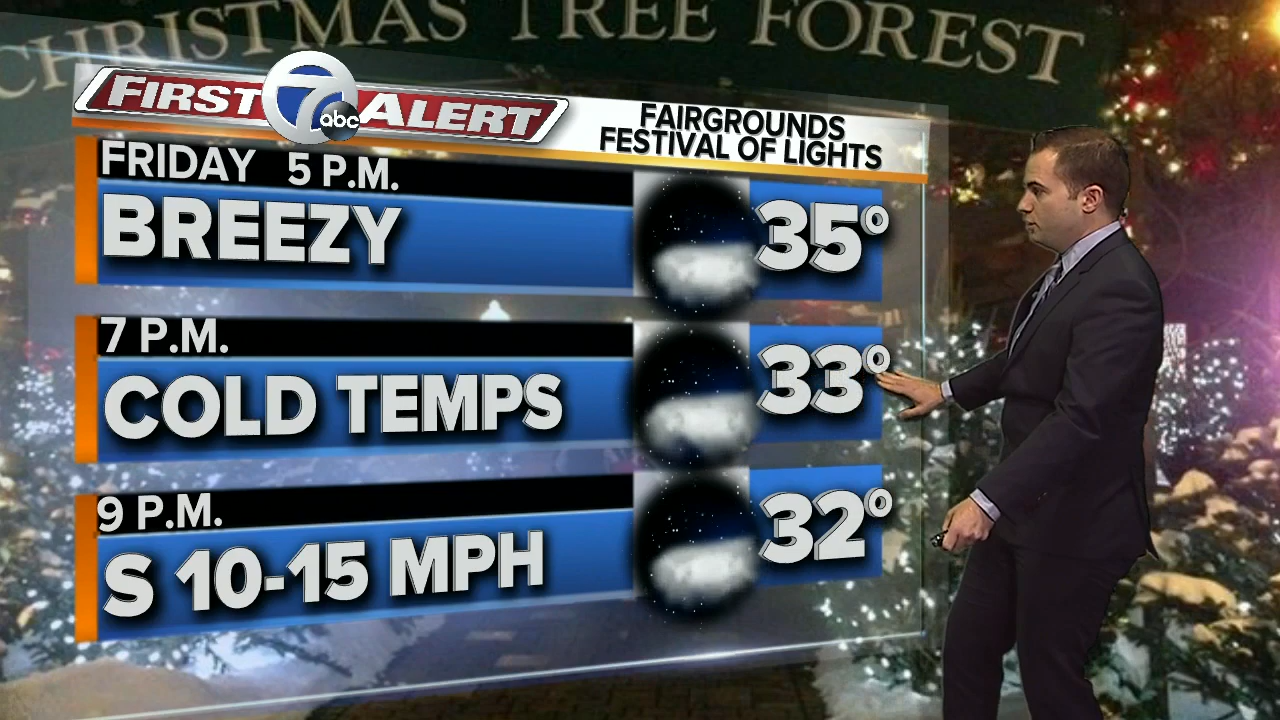 CHRISTMAS TREE FOREST
FIRST 7 abc ALERT
FAIRGROUNDS
FESTIVAL OF LIGHTS
FRIDAY 5 P.M.
BREEZY
35°
7 P.M.
COLD TEMPS
33°
9 P.M.
S 10-15 MPH
32°